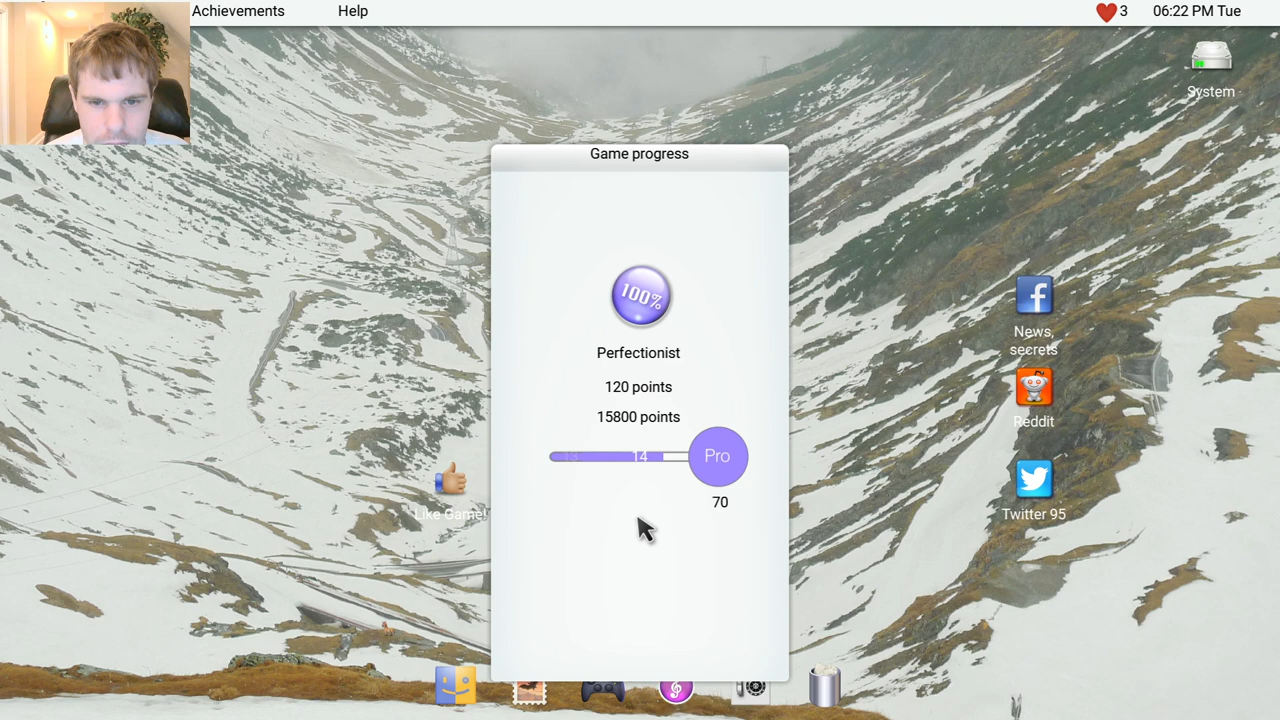 Achievements
Help
3
06:22 PM Tue
System
Game progress
100%
Perfectionist
120 points
15800 points
13
14
Pro
70
News,
secrets
Reddit
Twitter 95
Like Game!